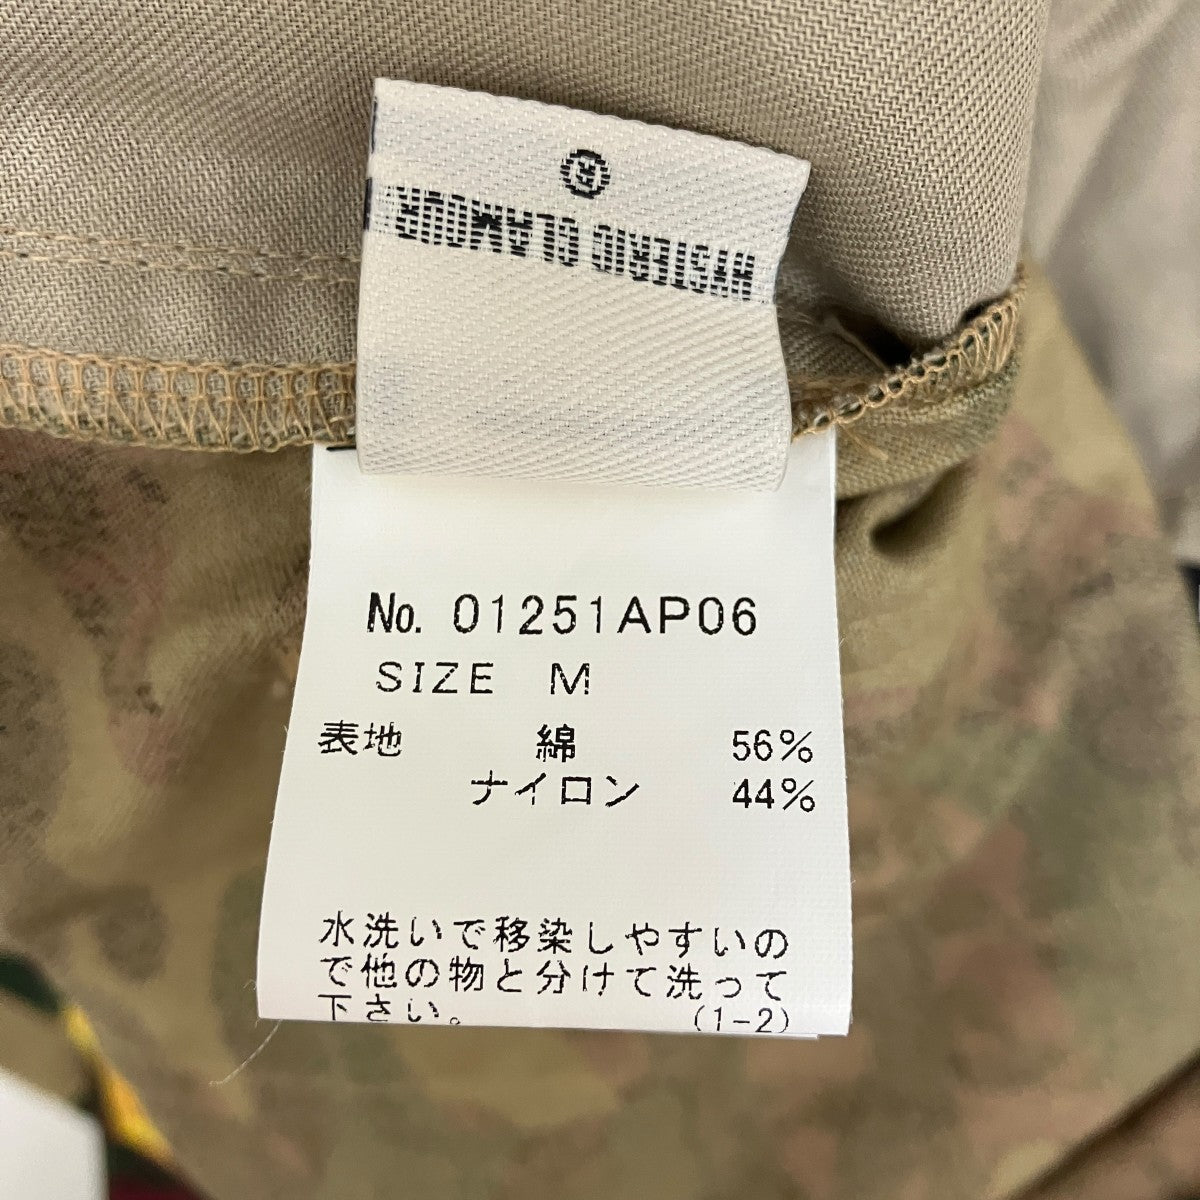 ®
HYSTERIC GLAMOUR
No. 01251AP06
SIZE M
表地 綿 56%
ナイロン 44%
水洗いで移染しやすいの
で他の物と分けて洗って
下さい。 (1-2)